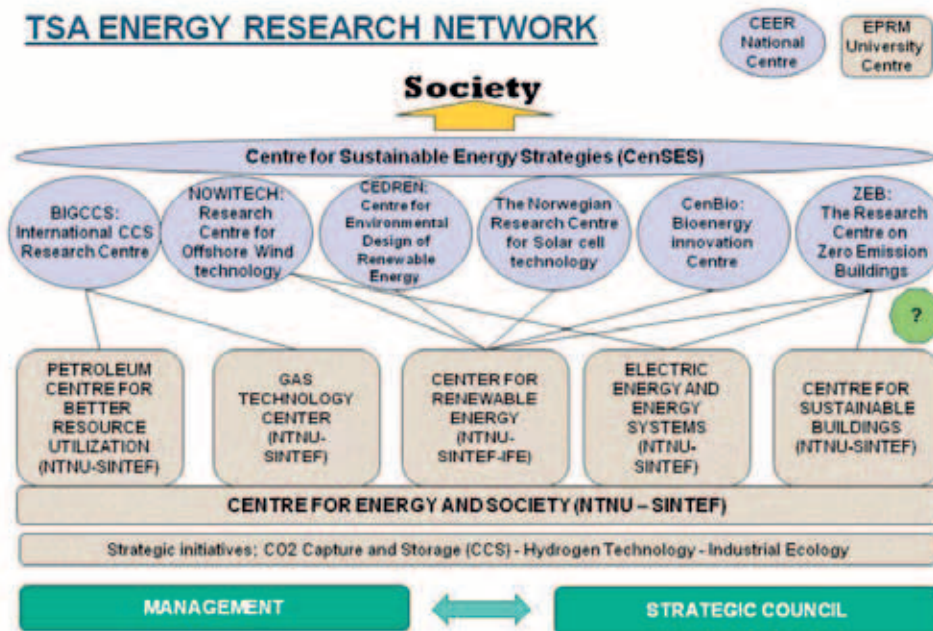 TSA ENERGY RESEARCH NETWORK
CEER
National
Centre
EPRM
University
Centre
Society
Centre for Sustainable Energy Strategies (CenSES)
BIGCCS:
International CCS
Research Centre
NOWITECH:
Research
Centre for
Offshore Wind
technology
CEDREN:
Centre for
Environmental
Design of
Renewable
Energy
The Norwegian
Research Centre
for Solar cell
technology
CenBio:
Bioenergy
innovation
Centre
ZEB:
The Research
Centre on
Zero Emission
Buildings
?
PETROLEUM
CENTRE FOR
BETTER
RESOURCE
UTILIZATION
(NTNU-SINTEF)
GAS
TECHNOLOGY
CENTER
(NTNU-
SINTEF)
CENTER FOR
RENEWABLE
ENERGY
(NTNU-
SINTEF-IFE)
ELECTRIC
ENERGY AND
ENERGY
SYSTEMS
(NTNU-
SINTEF)
CENTRE FOR
SUSTAINABLE
BUILDINGS
(NTNU-SINTEF)
CENTRE FOR ENERGY AND SOCIETY (NTNU – SINTEF)
Strategic initiatives; CO2 Capture and Storage (CCS) - Hydrogen Technology - Industrial Ecology
MANAGEMENT
STRATEGIC COUNCIL